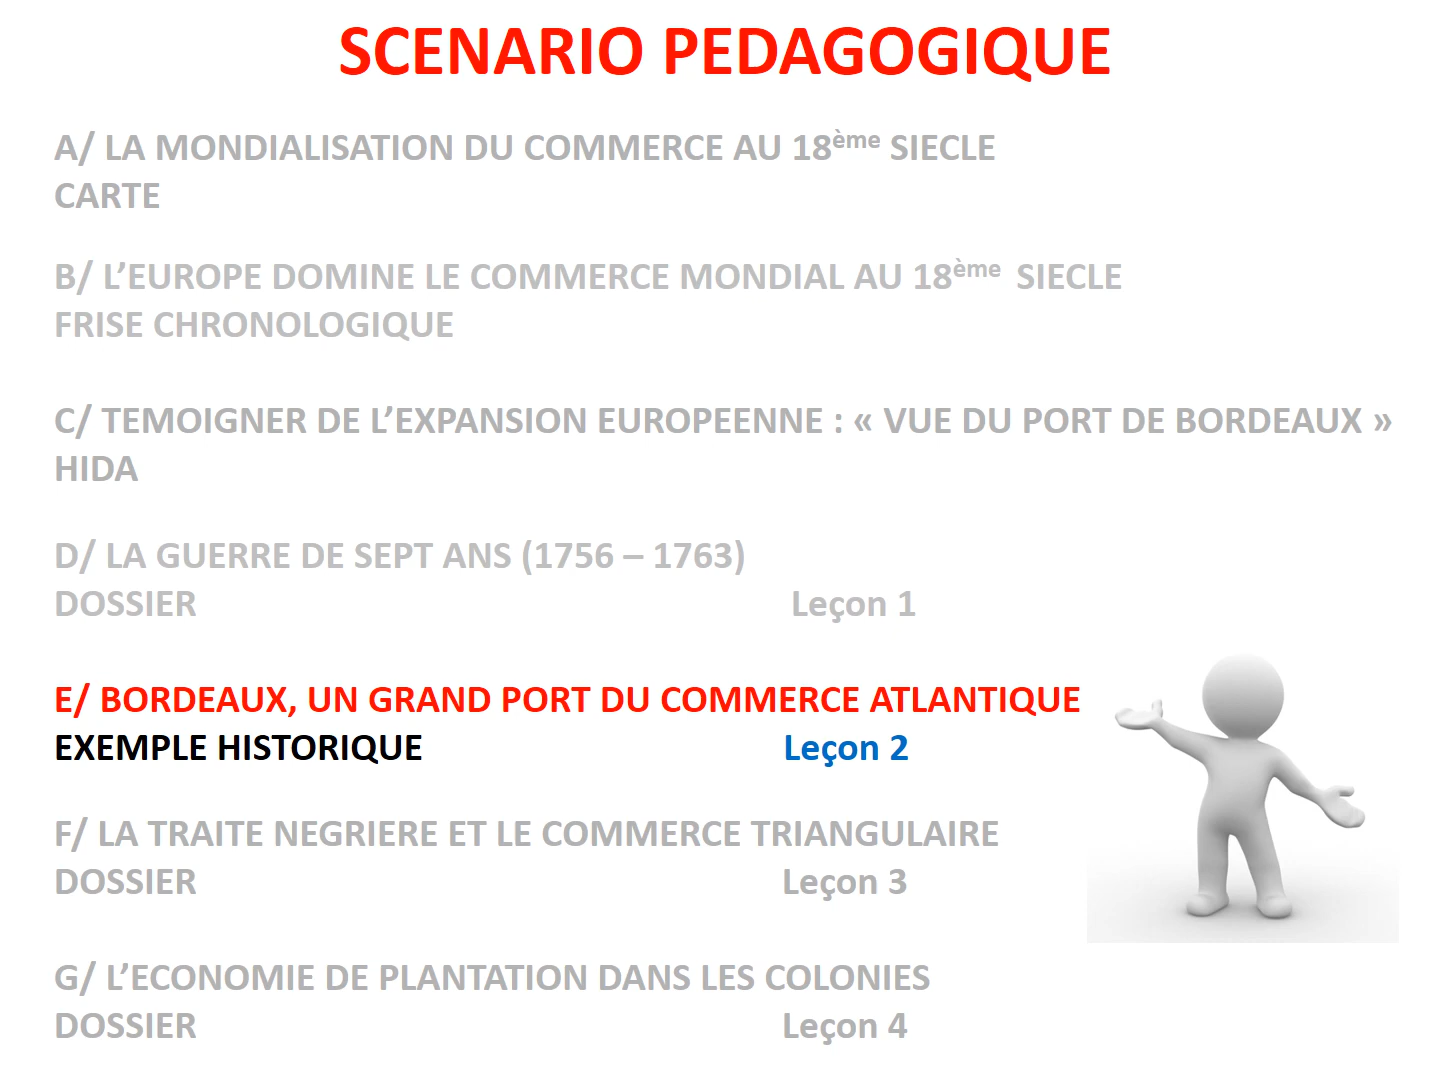 SCENARIO PEDAGOGIQUE
A/ LA MONDIALISATION DU COMMERCE AU 18ème SIECLE
CARTE
B/ L’EUROPE DOMINE LE COMMERCE MONDIAL AU 18ème SIECLE
FRISE CHRONOLOGIQUE
C/ TEMOIGNER DE L’EXPANSION EUROPEENNE : « VUE DU PORT DE BORDEAUX »
HIDA
D/ LA GUERRE DE SEPT ANS (1756 – 1763)
DOSSIER Leçon 1
E/ BORDEAUX, UN GRAND PORT DU COMMERCE ATLANTIQUE
EXEMPLE HISTORIQUE Leçon 2
F/ LA TRAITE NEGRIERE ET LE COMMERCE TRIANGULAIRE
DOSSIER Leçon 3
G/ L’ECONOMIE DE PLANTATION DANS LES COLONIES
DOSSIER Leçon 4